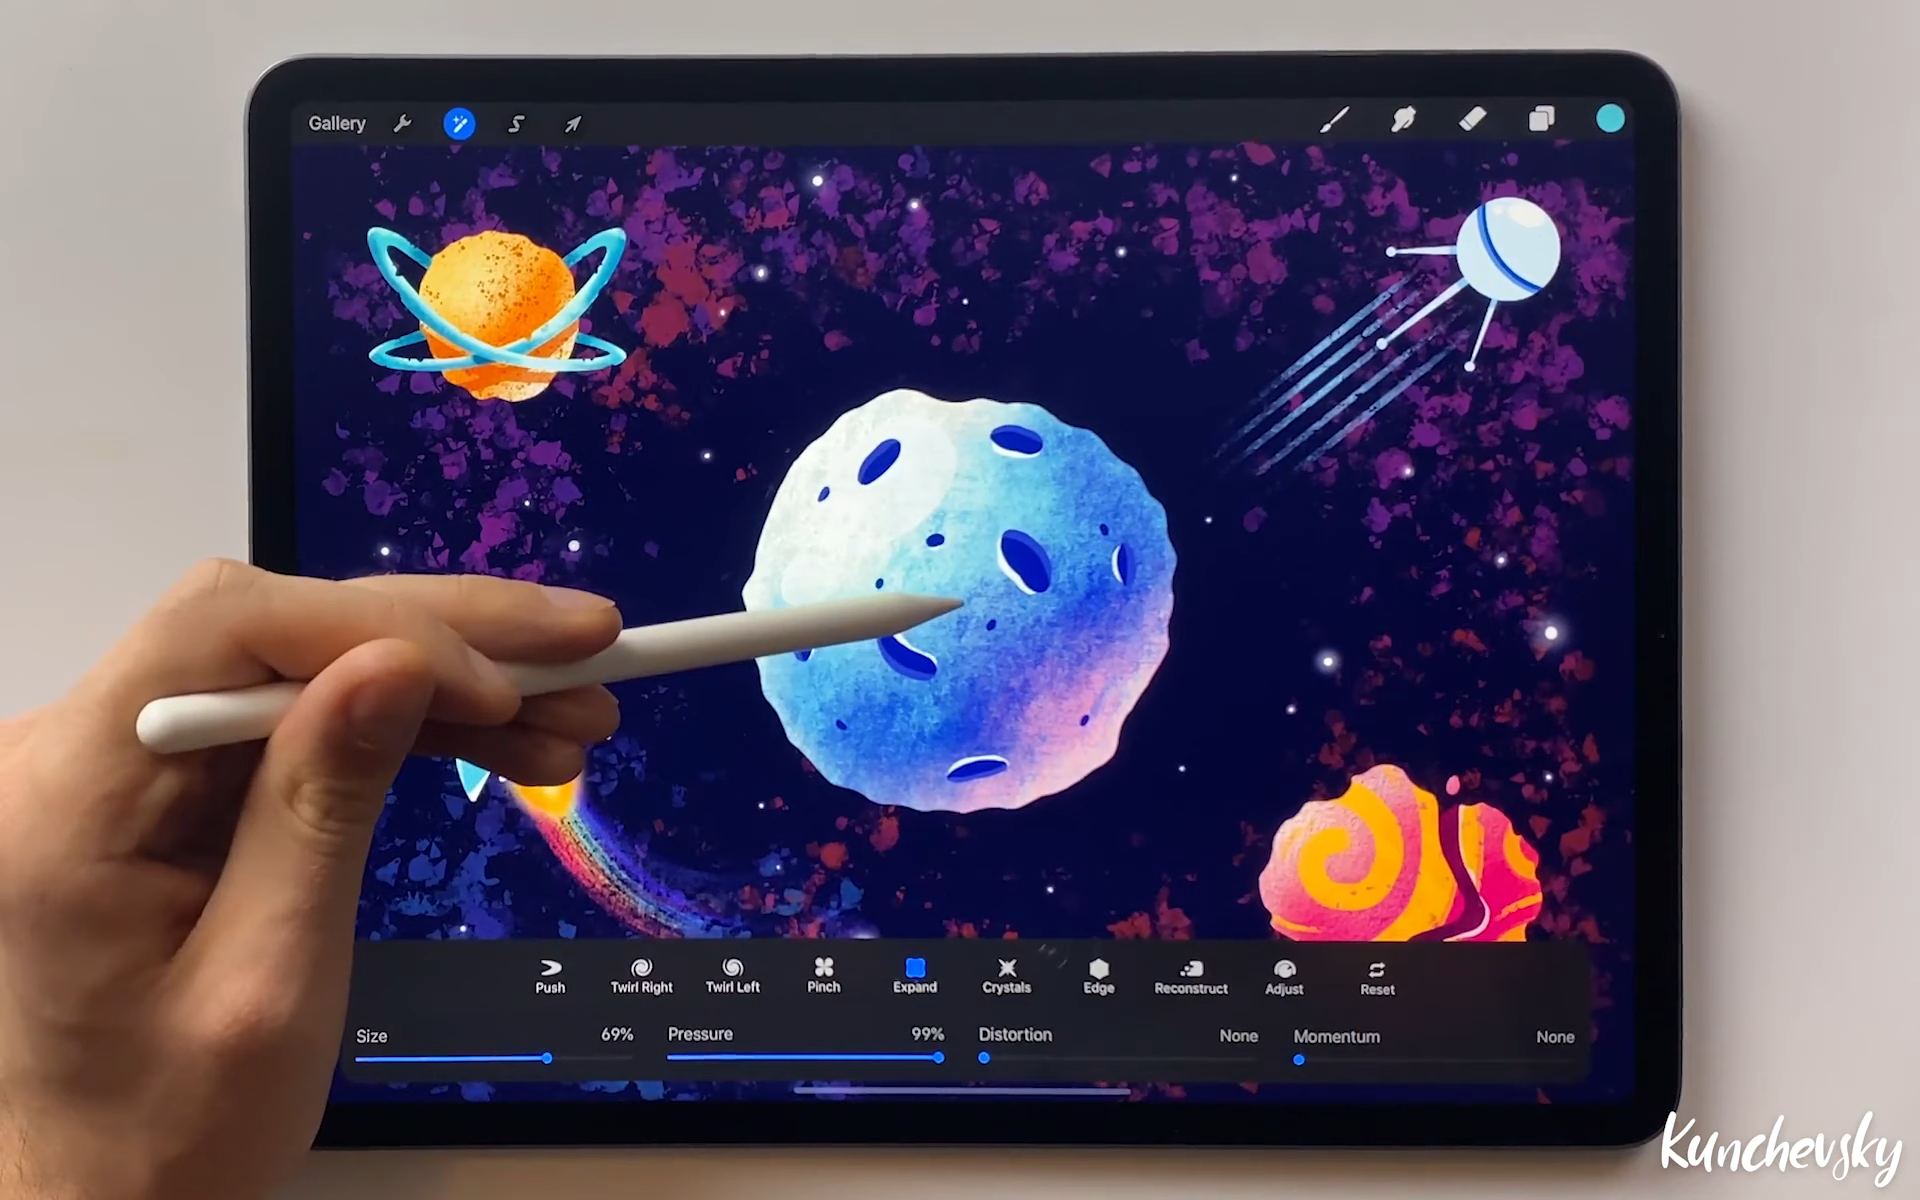 Gallery
Push Twirl Right Twirl Left Pinch Expand Crystals Edge Reconstruct Adjust Reset
Size 69% Pressure 99% Distortion None Momentum None
Kunchevsky